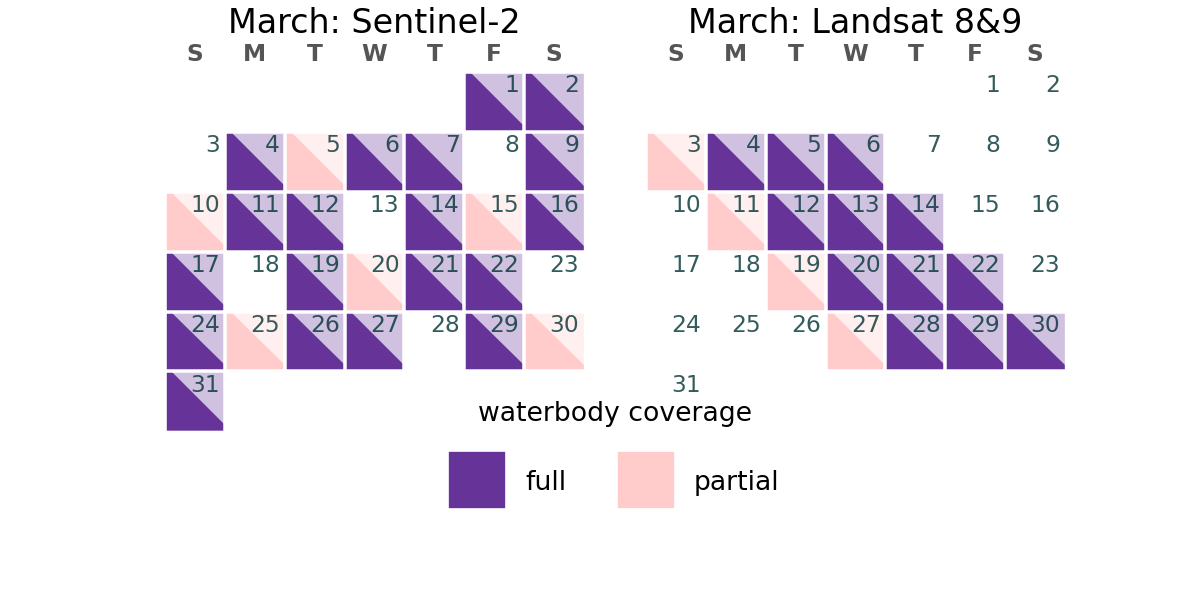 March: Sentinel-2
S M T W T F S
1 2
3 4 5 6 7 8 9
10 11 12 13 14 15 16
17 18 19 20 21 22 23
24 25 26 27 28 29 30
31
March: Landsat 8&9
S M T W T F S
1 2
3 4 5 6 7 8 9
10 11 12 13 14 15 16
17 18 19 20 21 22 23
24 25 26 27 28 29 30
31
waterbody coverage
full
partial